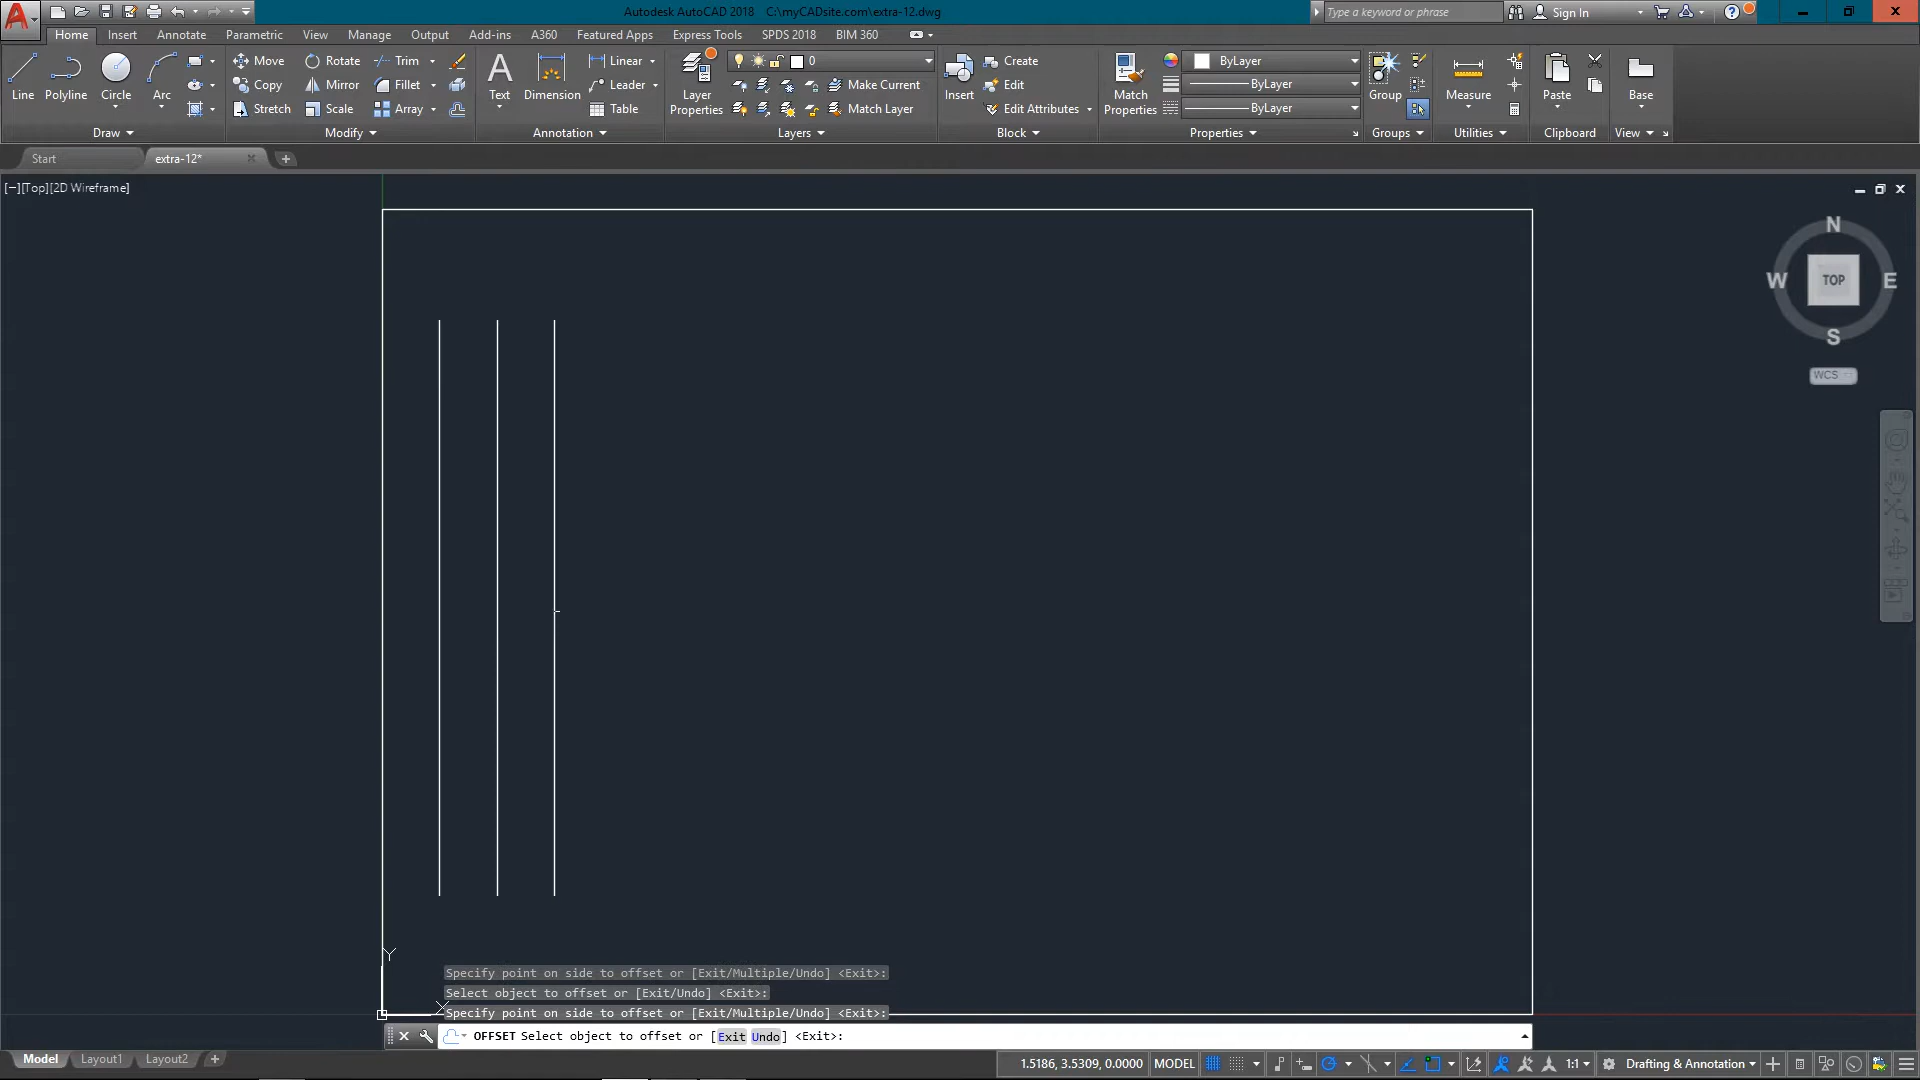 Autodesk AutoCAD 2018 C:\myCADsite.com\extra-12.dwg
Type a keyword or phrase
Sign In
Home Insert Annotate Parametric View Manage Output Add-ins A360 Featured Apps Express Tools SPDS 2018 BIM 360
Line Polyline Circle Arc
Draw
Move Rotate Trim
Copy Mirror Fillet
Stretch Scale Array
Modify
Text Dimension
Linear
Leader
Table
Annotation
Layer Properties
0
Make Current
Match Layer
Layers
Insert
Create
Edit
Edit Attributes
Block
Match Properties
ByLayer
ByLayer
ByLayer
Properties
Group
Groups
Measure
Utilities
Paste
Clipboard
Base
View
Start extra-12*
[−][Top][2D Wireframe]
N
W TOP E
S
WCS
Y
X
Specify point on side to offset or [Exit/Multiple/Undo] <Exit>:
Select object to offset or [Exit/Undo] <Exit>:
Specify point on side to offset or [Exit/Multiple/Undo] <Exit>:
OFFSET Select object to offset or [Exit Undo] <Exit>:
Model Layout1 Layout2 +
1.5186, 3.5309, 0.0000 MODEL 1:1 Drafting & Annotation